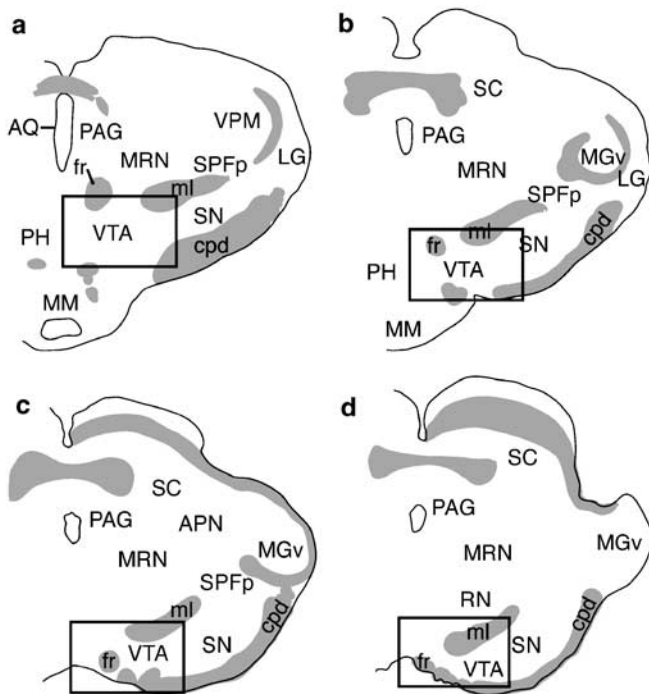 a
AQ
PAG
VPM
MRN
LG
fr
SPFp
ml
SN
PH
VTA
cpd
MM
b
SC
PAG
MGv
MRN
LG
SPFp
ml
cpd
fr
SN
PH
VTA
MM
c
SC
PAG
APN
MRN
MGv
SPFp
ml
cpd
SN
VTA
fr
d
SC
PAG
MGv
MRN
RN
cpd
ml
SN
fr
VTA